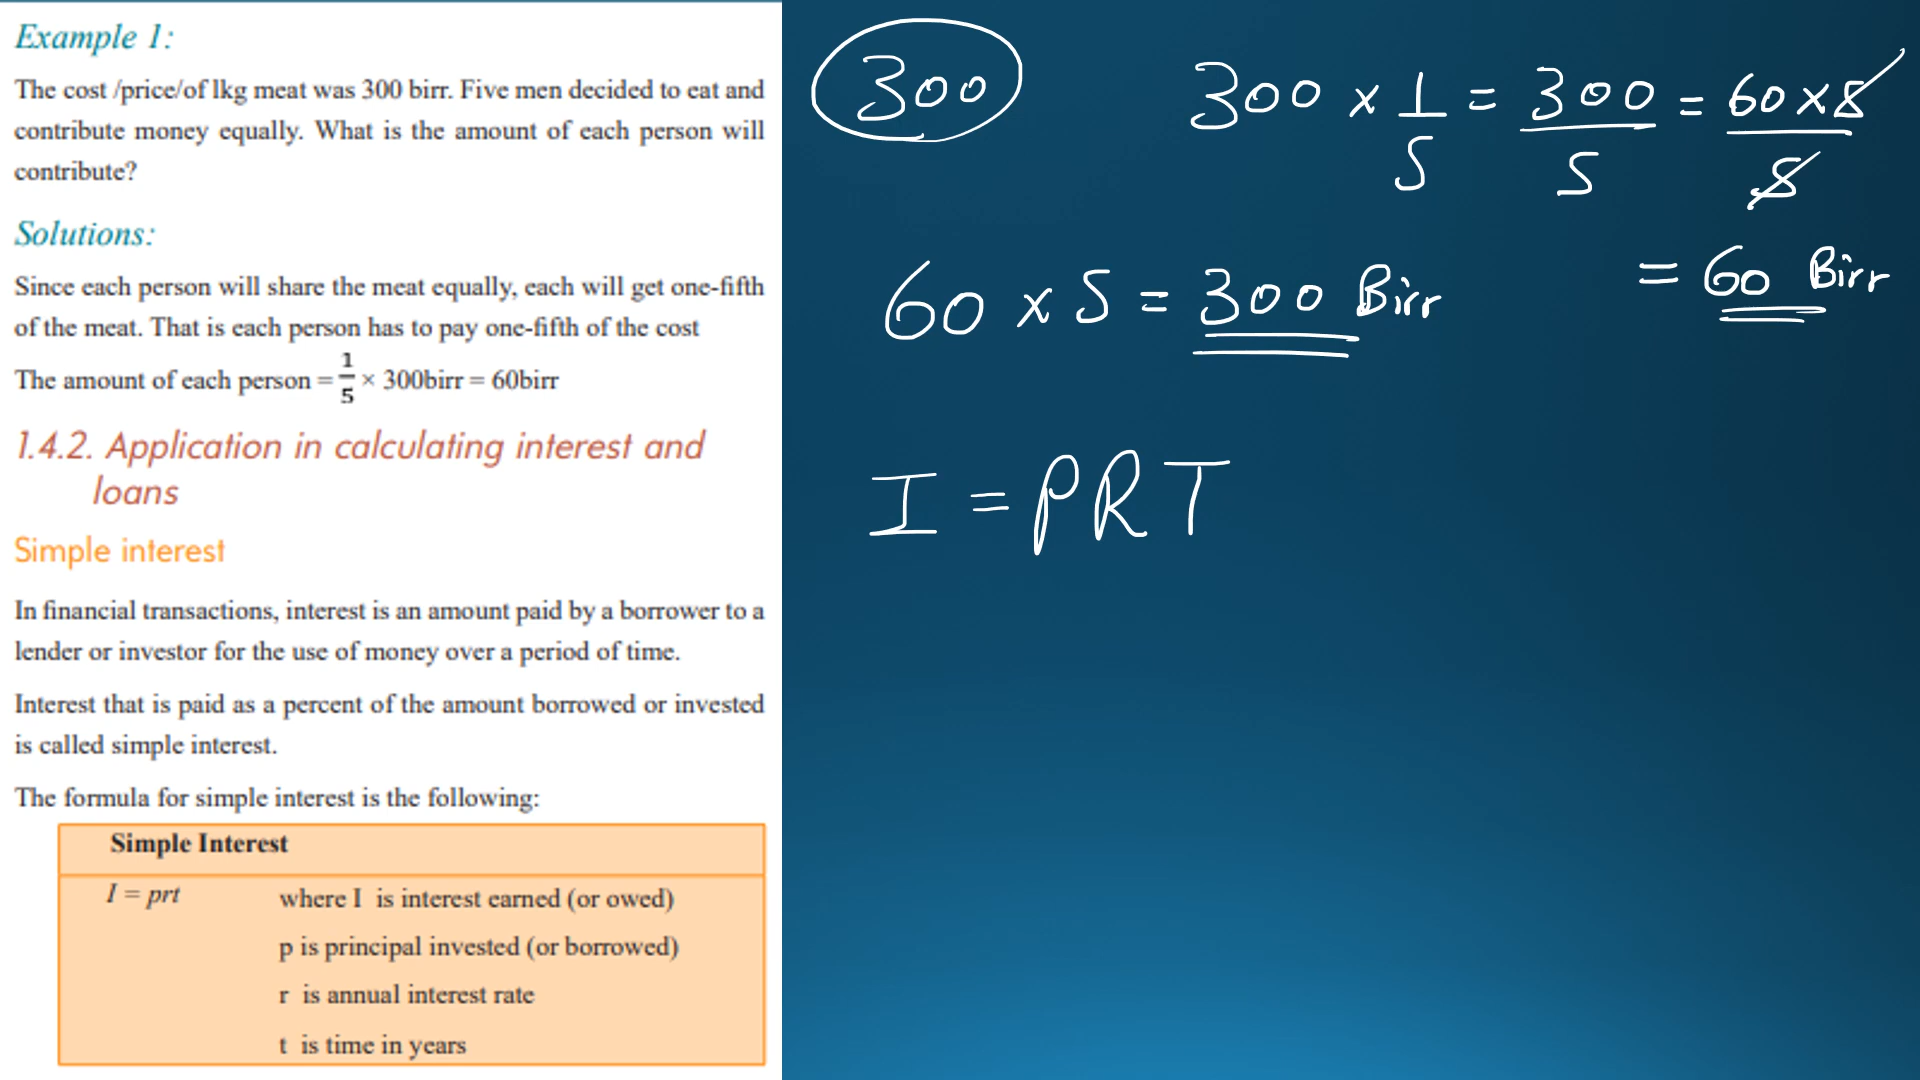 Example 1:
The cost /price/of lkg meat was 300 birr. Five men decided to eat and
contribute money equally. What is the amount of each person will
contribute?
Solutions:
Since each person will share the meat equally, each will get one-fifth
of the meat. That is each person has to pay one-fifth of the cost
The amount of each person = 1/5 × 300birr = 60birr
1.4.2. Application in calculating interest and
loans
Simple interest
In financial transactions, interest is an amount paid by a borrower to a
lender or investor for the use of money over a period of time.
Interest that is paid as a percent of the amount borrowed or invested
is called simple interest.
The formula for simple interest is the following:
Simple Interest
I = prt where I is interest earned (or owed)
p is principal invested (or borrowed)
r is annual interest rate
t is time in years
300
300 × 1/5 = 300/5 = 60×5/5
= 60 Birr
60 × 5 = 300 Birr
I = PRT